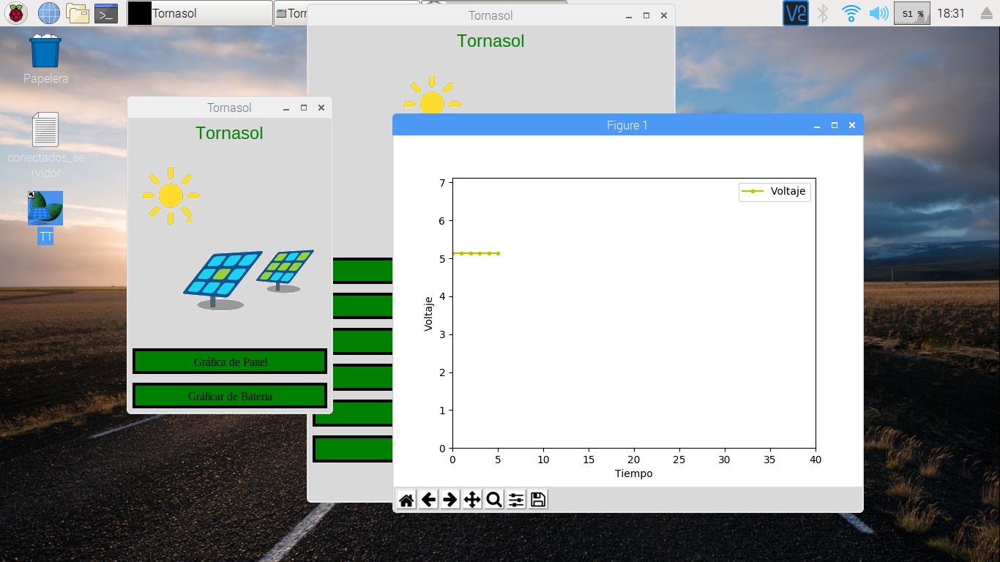 Tornasol
Torr
51 %
18:31
Papelera
conectados_se
rvidor
TT
Tornasol
Tornasol
Tornasol
Tornasol
Gráfica de Panel
Gráficar de Bateria
Figure 1
7
6
5
4
3
2
1
0
Voltaje
Voltaje
0 5 10 15 20 25 30 35 40
Tiempo